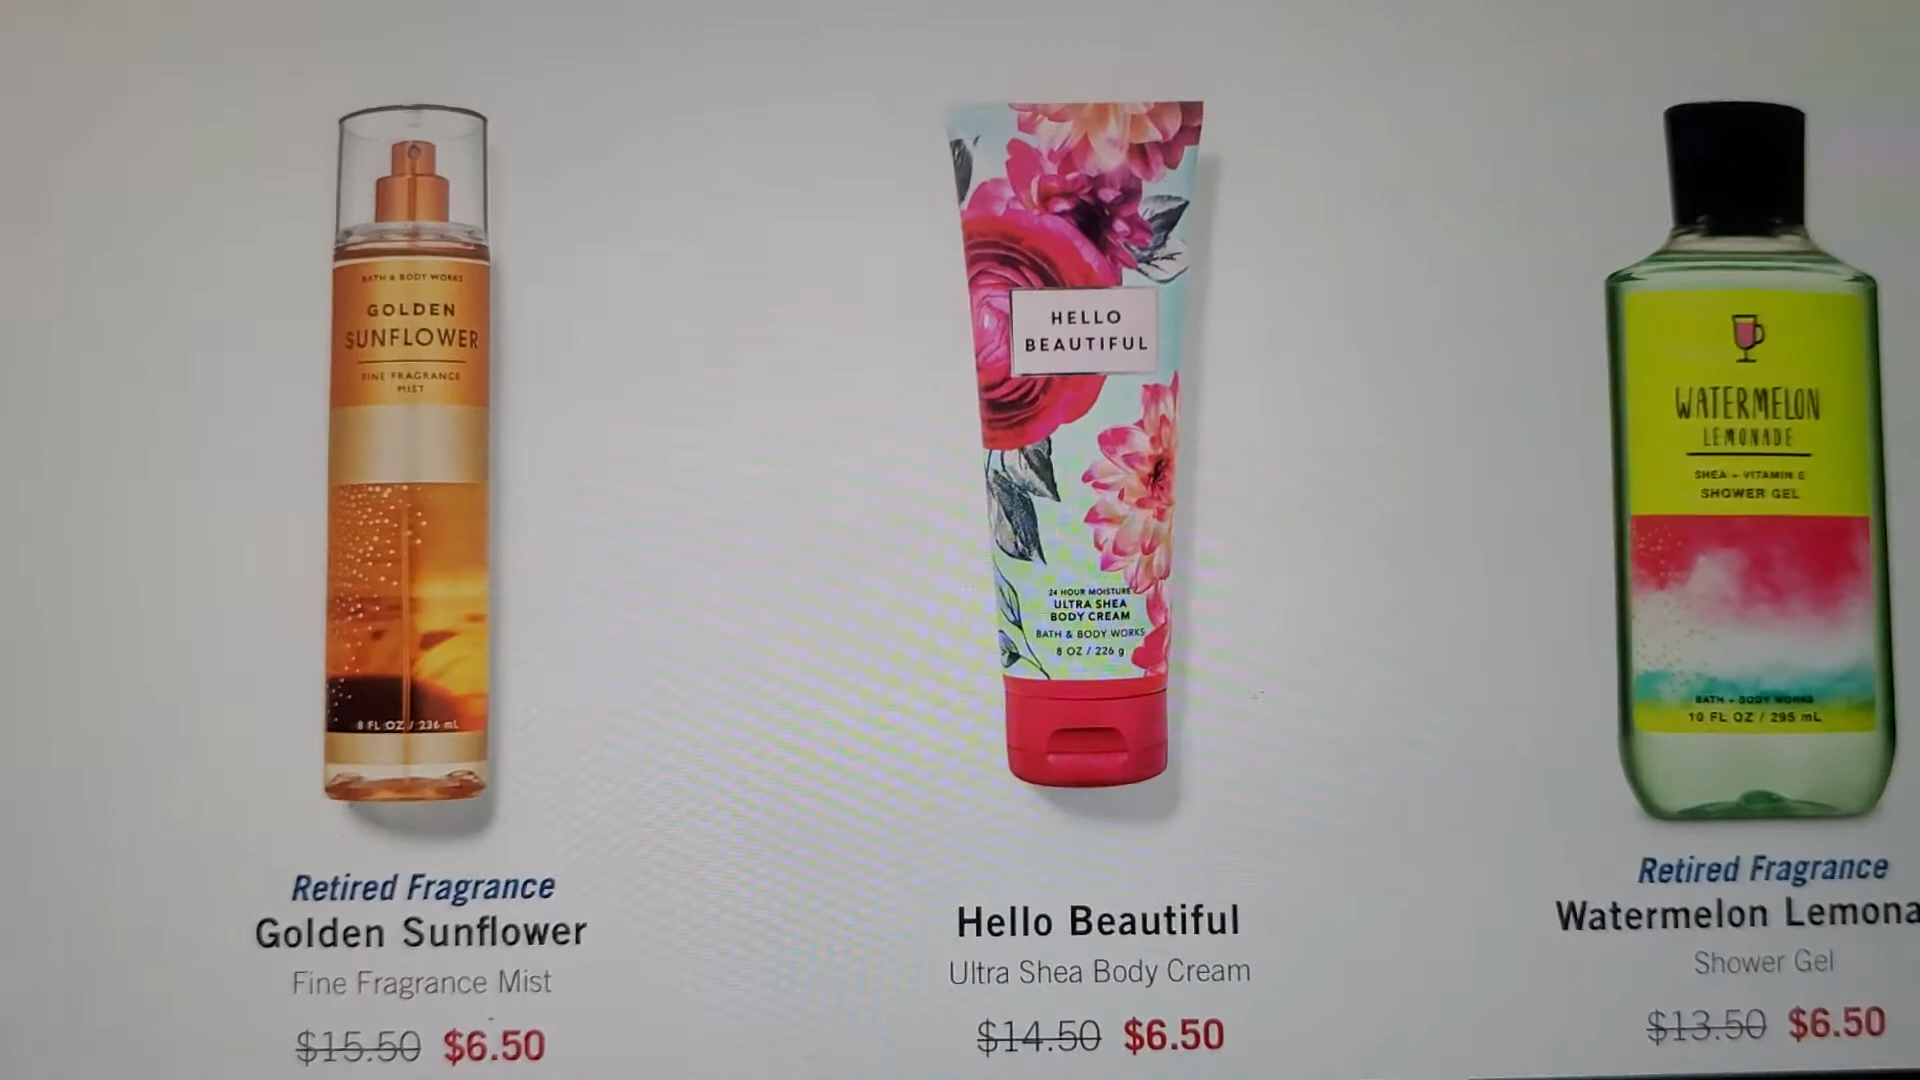 BATH & BODY WORKS
GOLDEN
SUNFLOWER
FINE FRAGRANCE
MIST
8 FL OZ / 236 mL
Retired Fragrance
Golden Sunflower
Fine Fragrance Mist
$15.50 $6.50
HELLO
BEAUTIFUL
24 HOUR MOISTURE
ULTRA SHEA
BODY CREAM
BATH & BODY WORKS
8 OZ / 226 g
Hello Beautiful
Ultra Shea Body Cream
$14.50 $6.50
WATERMELON
LEMONADE
SHEA + VITAMIN E
SHOWER GEL
BATH & BODY WORKS
10 FL OZ / 295 mL
Retired Fragrance
Watermelon Lemona
Shower Gel
$13.50 $6.50